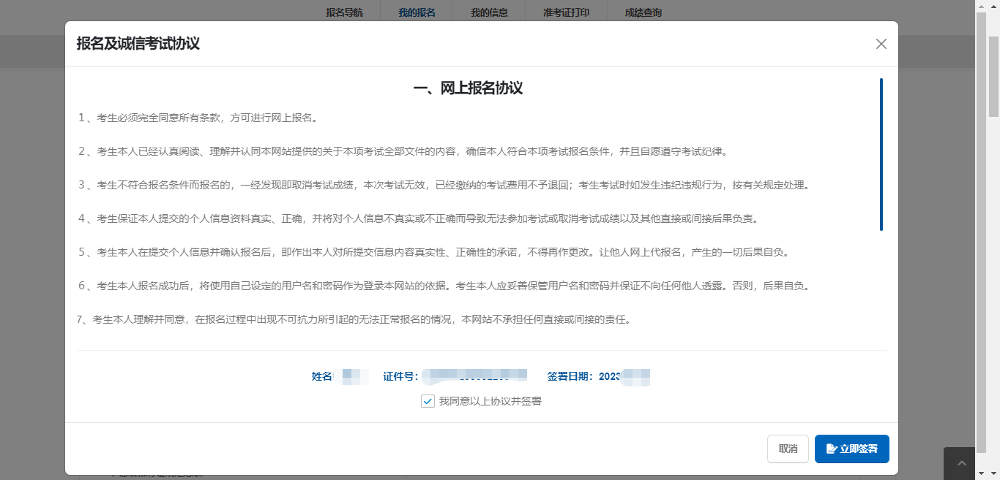 报名导航 我的报名 我的信息 准考证打印 成绩查询
报名及诚信考试协议
一、网上报名协议
1、考生必须完全同意所有条款，方可进行网上报名。
2、考生本人已经认真阅读、理解并认同本网站提供的关于本项考试全部文件的内容，确信本人符合本项考试报名条件，并且自愿遵守考试纪律。
3、考生不符合报名条件而报名的，一经发现即取消考试成绩，本次考试无效，已经缴纳的考试费用不予退回；考生考试时如发生违纪违规行为，按有关规定处理。
4、考生保证本人提交的个人信息资料真实、正确，并将对个人信息不真实或不正确而导致无法参加考试或取消考试成绩以及其他直接或间接后果负责。
5、考生本人在提交个人信息并确认报名后，即作出本人对所提交信息内容真实性、正确性的承诺，不得再作更改。让他人网上代报名，产生的一切后果自负。
6、考生本人报名成功后，将使用自己设定的用户名和密码作为登录本网站的依据。考生本人应妥善保管用户名和密码并保证不向任何他人透露。否则，后果自负。
7、考生本人理解并同意，在报名过程中出现不可抗力所引起的无法正常报名的情况，本网站不承担任何直接或间接的责任。
姓名 证件号： 签署日期：2023
我同意以上协议并签署
取消 立即签署